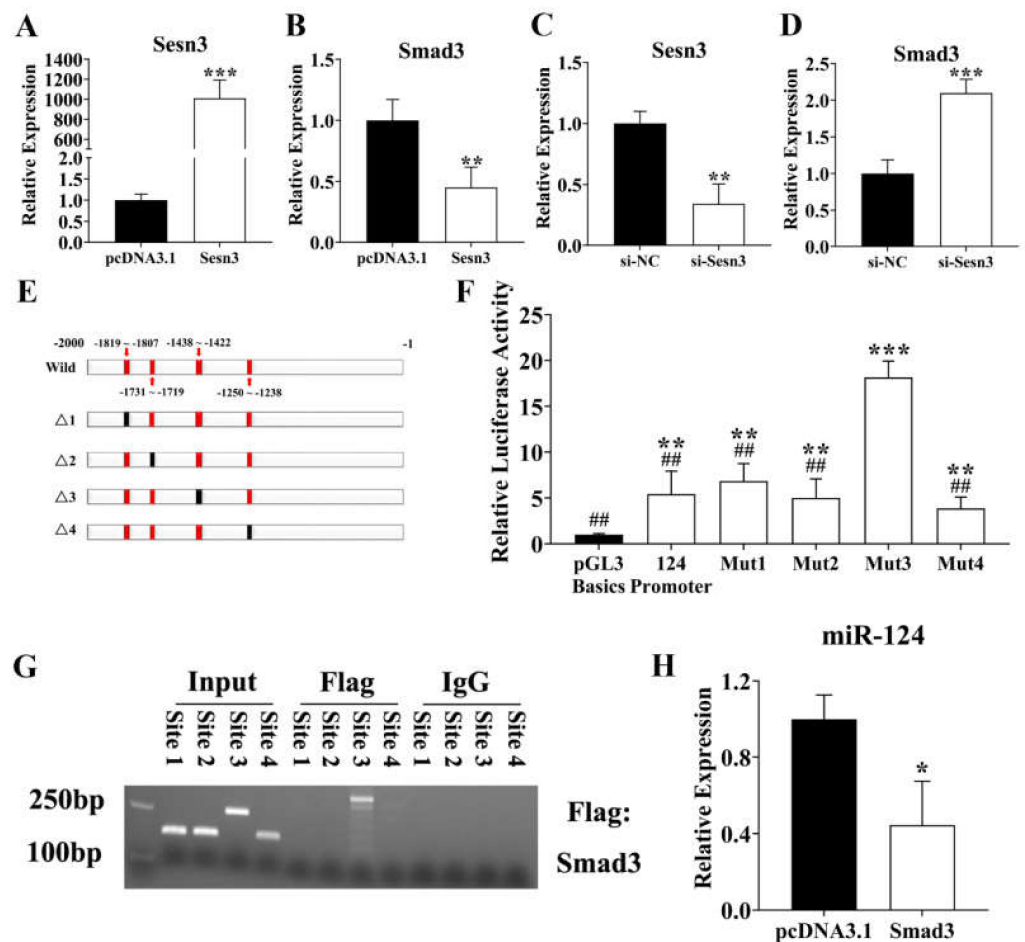 A
Sesn3
Relative Expression
1400
1200
1000
800
600
400
2.0
1.5
1.0
0.5
0.0
***
pcDNA3.1 Sesn3
B
Smad3
Relative Expression
1.5
1.0
0.5
0.0
**
pcDNA3.1 Sesn3
C
Sesn3
Relative Expression
1.5
1.0
0.5
0.0
**
si-NC si-Sesn3
D
Smad3
Relative Expression
2.5
2.0
1.5
1.0
0.5
0.0
***
si-NC si-Sesn3
E
-2000 -1819 ~ -1807 -1438 ~ -1422 -1
Wild
-1731 ~ -1719 -1250 ~ -1238
△1
△2
△3
△4
F
Relative Luciferase Activity
25
20
15
10
5
0
##
**
##
**
##
**
##
***
**
##
pGL3 124 Mut1 Mut2 Mut3 Mut4
Basics Promoter
G
Input Flag IgG
Site 1 Site 2 Site 3 Site 4 Site 1 Site 2 Site 3 Site 4 Site 1 Site 2 Site 3 Site 4
250bp
100bp
Flag:
Smad3
H
miR-124
Relative Expression
1.2
0.8
0.4
0.0
*
pcDNA3.1 Smad3